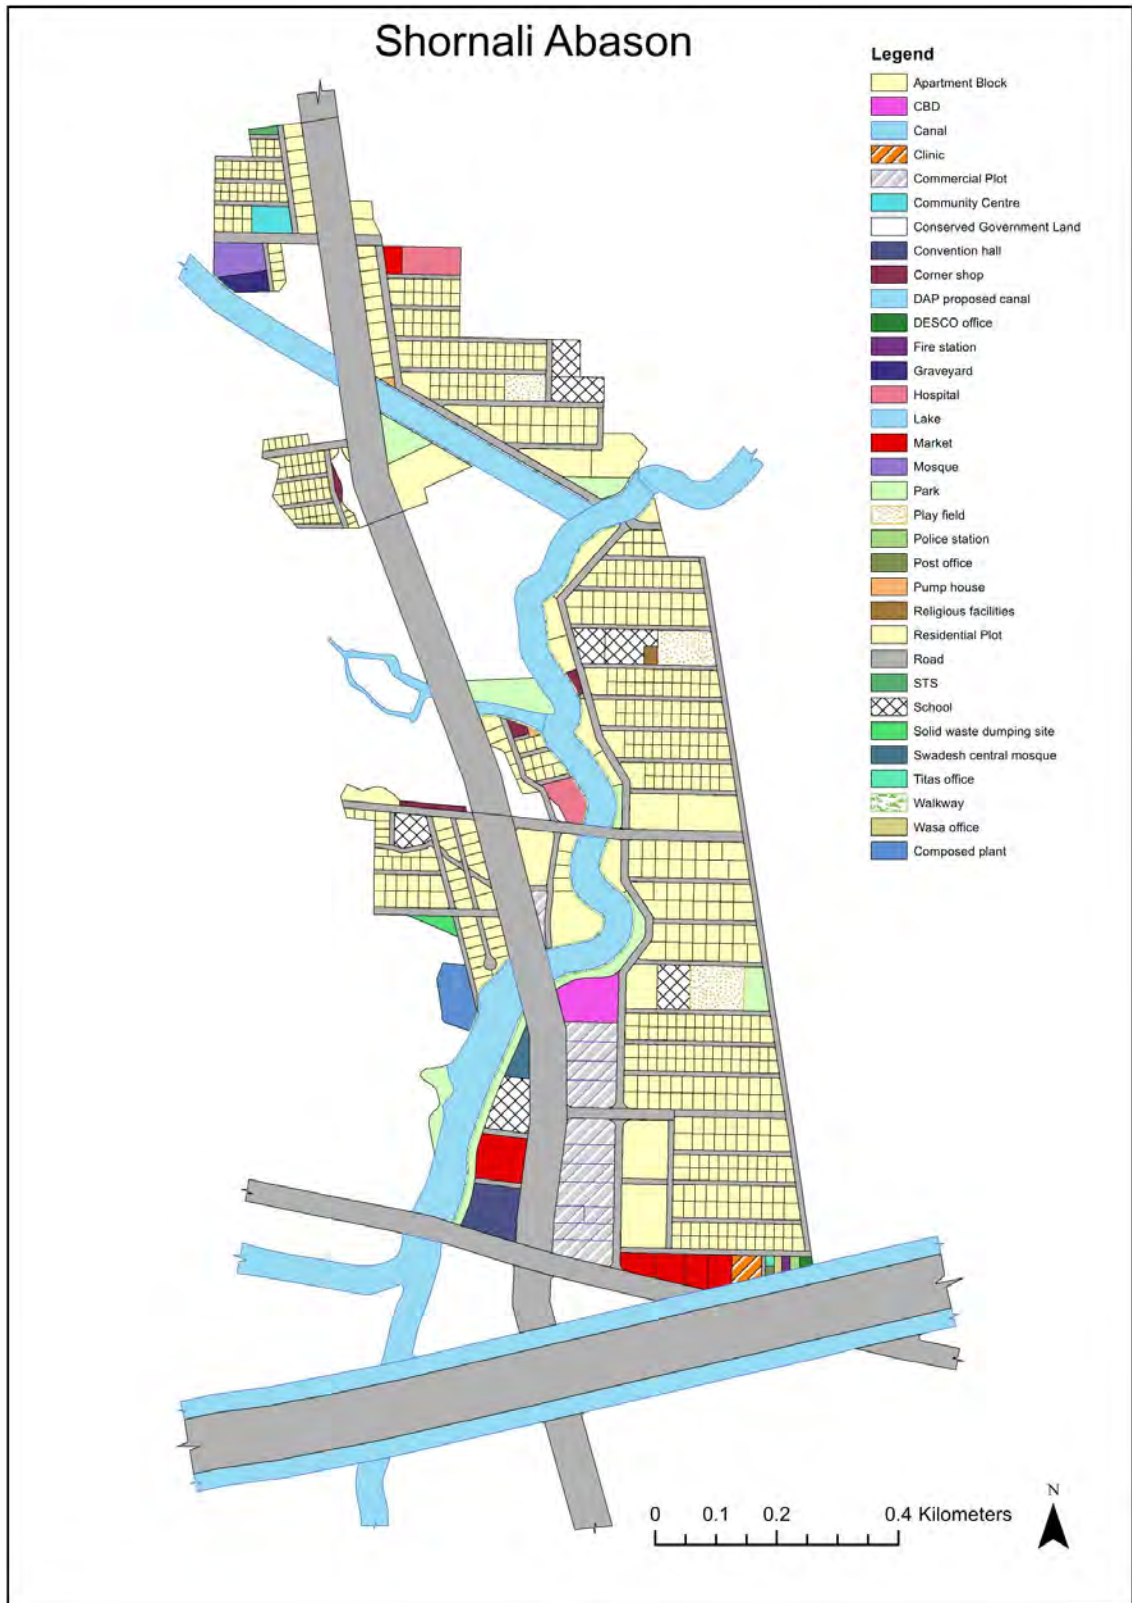 Shornali Abason
Legend
Apartment Block
CBD
Canal
Clinic
Commercial Plot
Community Centre
Conserved Government Land
Convention hall
Corner shop
DAP proposed canal
DESCO office
Fire station
Graveyard
Hospital
Lake
Market
Mosque
Park
Play field
Police station
Post office
Pump house
Religious facilities
Residential Plot
Road
STS
School
Solid waste dumping site
Swadesh central mosque
Titas office
Walkway
Wasa office
Composed plant
N
0 0.1 0.2 0.4 Kilometers